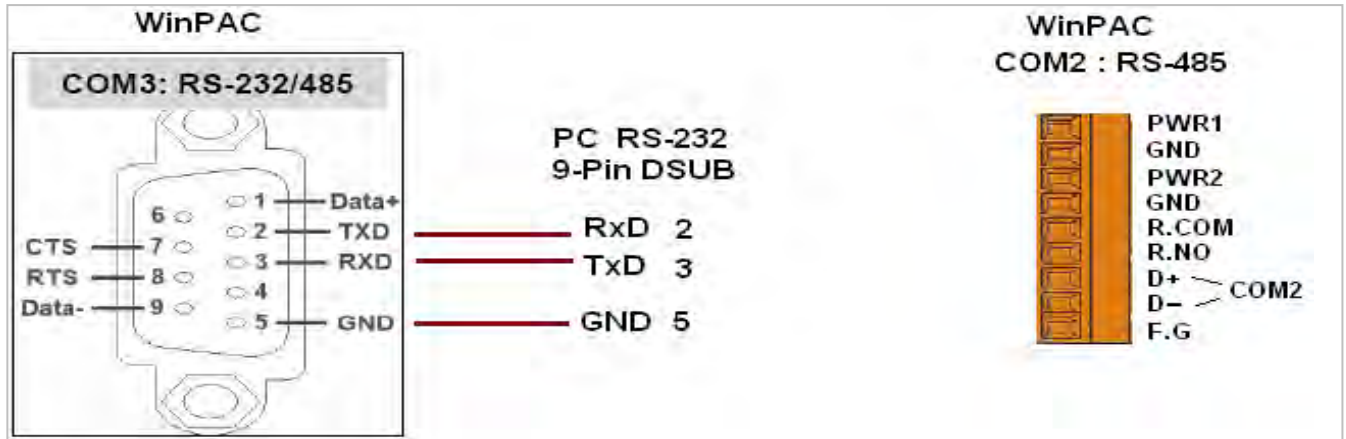 WinPAC
COM3: RS-232/485
1 Data+
6
2 TXD
CTS 7
3 RXD
RTS 8
4
Data- 9
5 GND
PC RS-232
9-Pin DSUB
RxD 2
TxD 3
GND 5
WinPAC
COM2 : RS-485
PWR1
GND
PWR2
GND
R.COM
R.NO
D+
D-
COM2
F.G